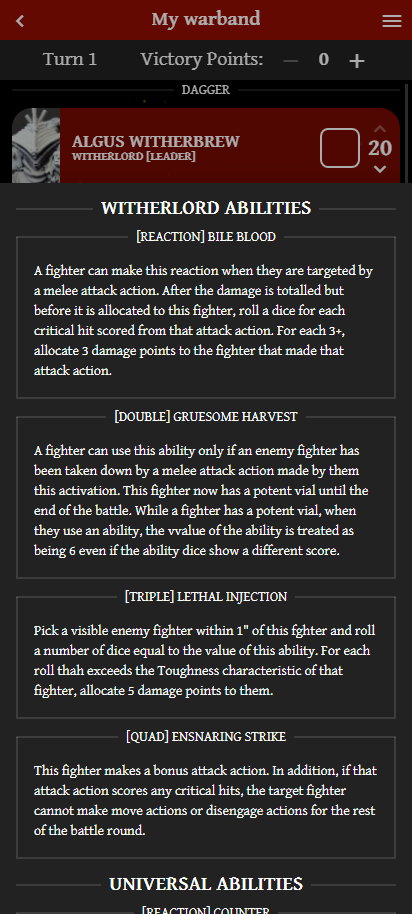 My warband
Turn 1 Victory Points: — 0 +
DAGGER
ALGUS WITHERBREW
WITHERLORD [LEADER]
20
WITHERLORD ABILITIES
[REACTION] BILE BLOOD
A fighter can make this reaction when they are targeted by
a melee attack action. After the damage is totalled but
before it is allocated to this fighter, roll a dice for each
critical hit scored from that attack action. For each 3+,
allocate 3 damage points to the fighter that made that
attack action.
[DOUBLE] GRUESOME HARVEST
A fighter can use this ability only if an enemy fighter has
been taken down by a melee attack action made by them
this activation. This fighter now has a potent vial until the
end of the battle. While a fighter has a potent vial, when
they use an ability, the vvalue of the ability is treated as
being 6 even if the ability dice show a different score.
[TRIPLE] LETHAL INJECTION
Pick a visible enemy fighter within 1" of this fghter and roll
a number of dice equal to the value of this ability. For each
roll thah exceeds the Toughness characteristic of that
fighter, allocate 5 damage points to them.
[QUAD] ENSNARING STRIKE
This fighter makes a bonus attack action. In addition, if that
attack action scores any critical hits, the target fighter
cannot make move actions or disengage actions for the rest
of the battle round.
UNIVERSAL ABILITIES
[REACTION] COUNTER